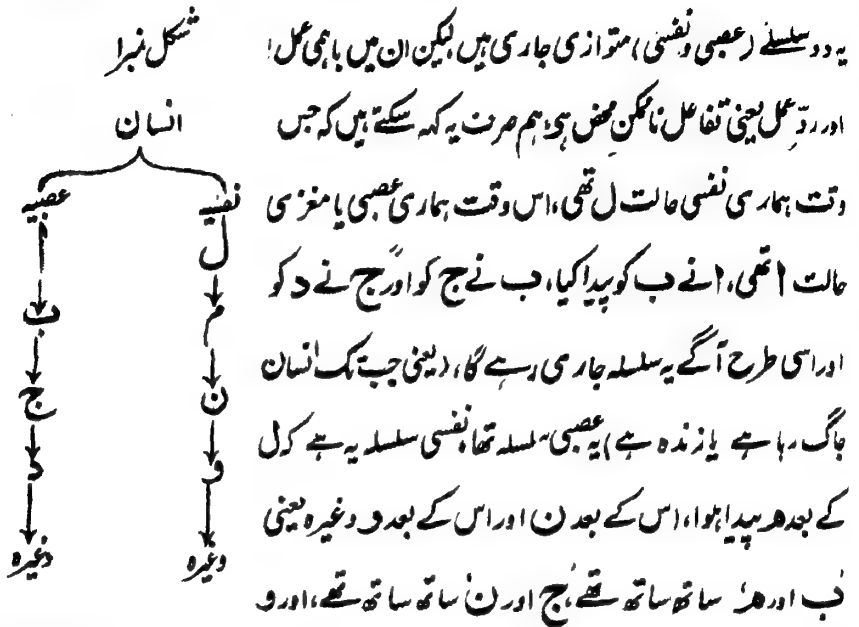 یہ دو سلسلے (عصبی و نفسی) متوازی جاری ہیں لیکن ان میں باہمی عمل
اور ردِّ عمل یعنی تفاعل ناممکن محض ہی، ہم صرف یہ کہہ سکتے ہیں کہ جس
وقت ہماری نفسی حالت ل تھی، اس وقت ہماری عصبی یا مغزی
حالت ا تھی، ا نے ب کو پیدا کیا، ب نے ج کو اور ج نے د کو
اور اسی طرح آگے یہ سلسلہ جاری رہے گا، (یعنی جب تک انسان
جاگ رہا ہے یا زندہ ہے) یہ عصبی سلسلہ تھا، نفسی سلسلہ یہ ہے کہ ل
کے بعد م پیدا ہوا، اس کے بعد ن اور اس کے بعد و وغیرہ یعنی
ب اور م ساتھ ساتھ تھے، ج اور ن ساتھ ساتھ تھے، اور و
شکل نمبر ا
انسان
نفسیہ
ل
م
ن
و
وغیرہ
عصبیہ
ا
ب
ج
د
وغیرہ